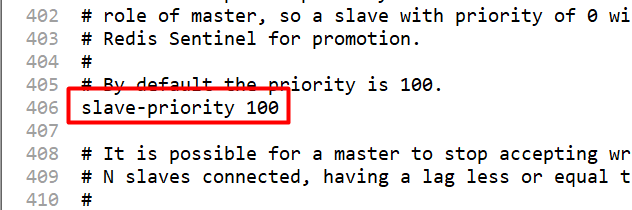 402 # role of master, so a slave with priority of 0 wi
403 # Redis Sentinel for promotion.
404 #
405 # By default the priority is 100.
406 slave-priority 100
407
408 # It is possible for a master to stop accepting wr
409 # N slaves connected, having a lag less or equal t
410 #